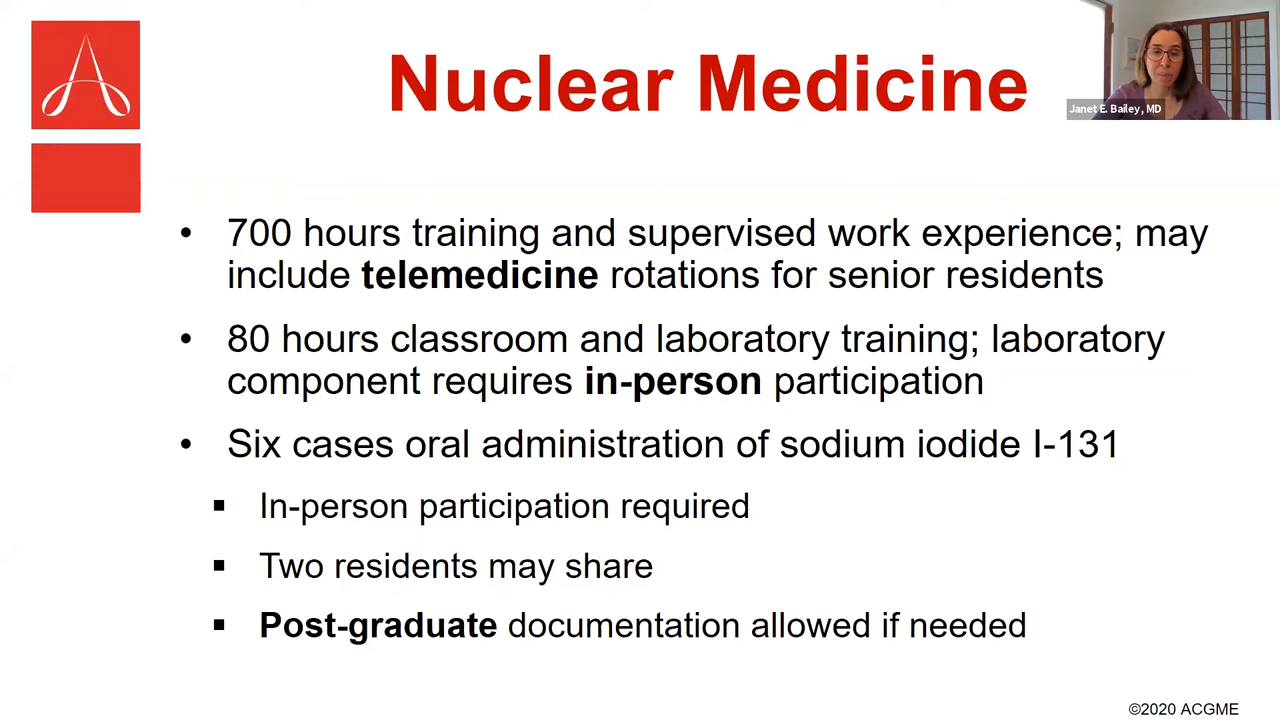 Nuclear Medicine
Janet E. Bailey, MD
• 700 hours training and supervised work experience; may
include telemedicine rotations for senior residents
• 80 hours classroom and laboratory training; laboratory
component requires in-person participation
• Six cases oral administration of sodium iodide I-131
▪ In-person participation required
▪ Two residents may share
▪ Post-graduate documentation allowed if needed
©2020 ACGME